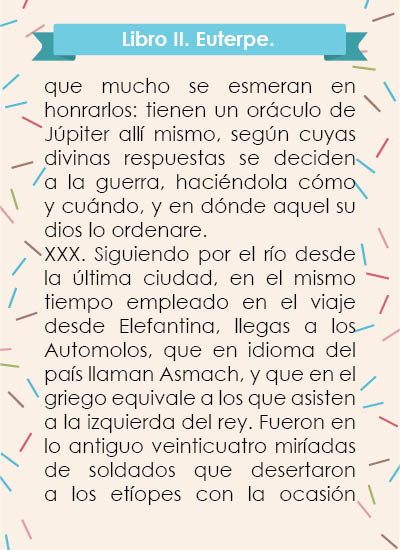 Libro II. Euterpe.
que mucho se esmeran en
honrarlos: tienen un oráculo de
Júpiter allí mismo, según cuyas
divinas respuestas se deciden
a la guerra, haciéndola cómo
y cuándo, y en dónde aquel su
dios lo ordenare.
XXX. Siguiendo por el río desde
la última ciudad, en el mismo
tiempo empleado en el viaje
desde Elefantina, llegas a los
Automolos, que en idioma del
país llaman Asmach, y que en el
griego equivale a los que asisten
a la izquierda del rey. Fueron en
lo antiguo veinticuatro miríadas
de soldados que desertaron
a los etíopes con la ocasión